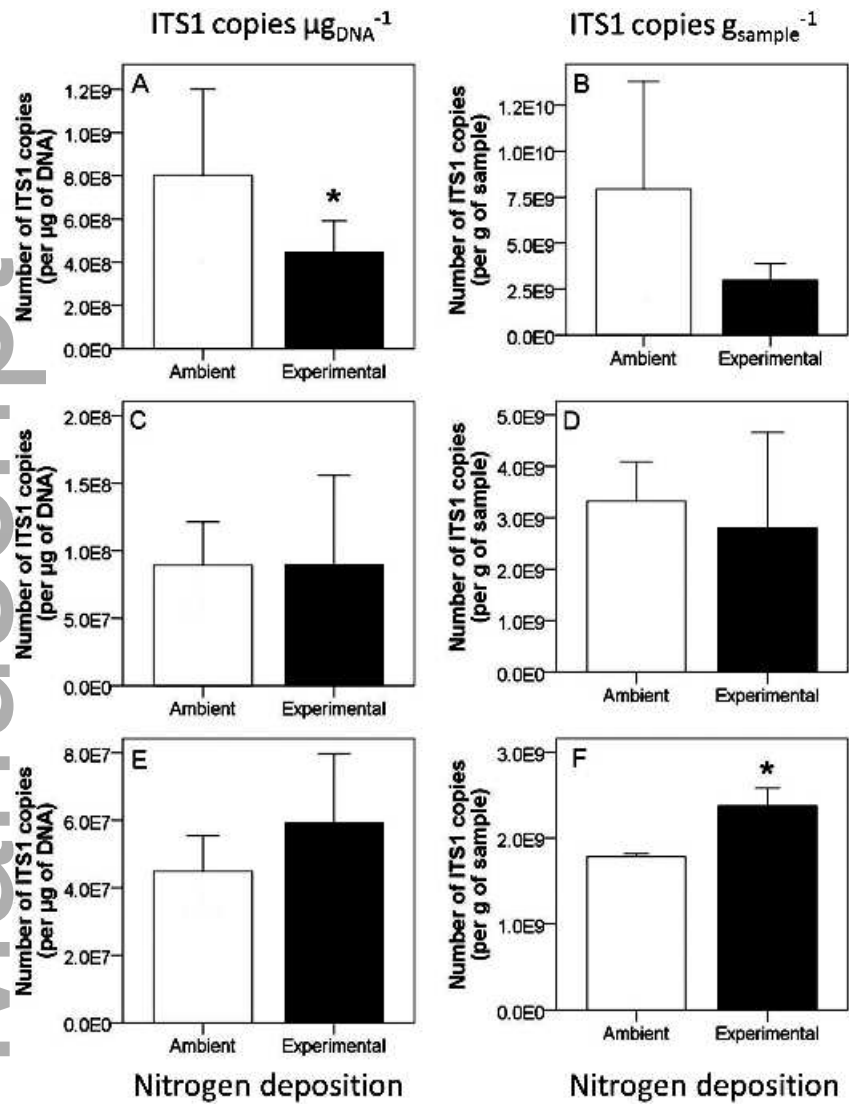 ITS1 copies μgDNA-1
ITS1 copies gsample-1
A
Number of ITS1 copies
(per μg of DNA)
1.2E9
1.0E9
8.0E8
6.0E8
4.0E8
2.0E8
0.0E0
*
Ambient Experimental
B
Number of ITS1 copies
(per g of sample)
1.2E10
1.0E10
7.5E9
5.0E9
2.5E9
0.0E0
Ambient Experimental
C
Number of ITS1 copies
(per μg of DNA)
2.0E8
1.5E8
1.0E8
5.0E7
0.0E0
Ambient Experimental
D
Number of ITS1 copies
(per g of sample)
5.0E9
4.0E9
3.0E9
2.0E9
1.0E9
0.0E0
Ambient Experimental
E
Number of ITS1 copies
(per μg of DNA)
8.0E7
6.0E7
4.0E7
2.0E7
0.0E0
Ambient Experimental
F
Number of ITS1 copies
(per g of sample)
3.0E9
2.0E9
1.0E9
0.0E0
*
Ambient Experimental
Nitrogen deposition
Nitrogen deposition